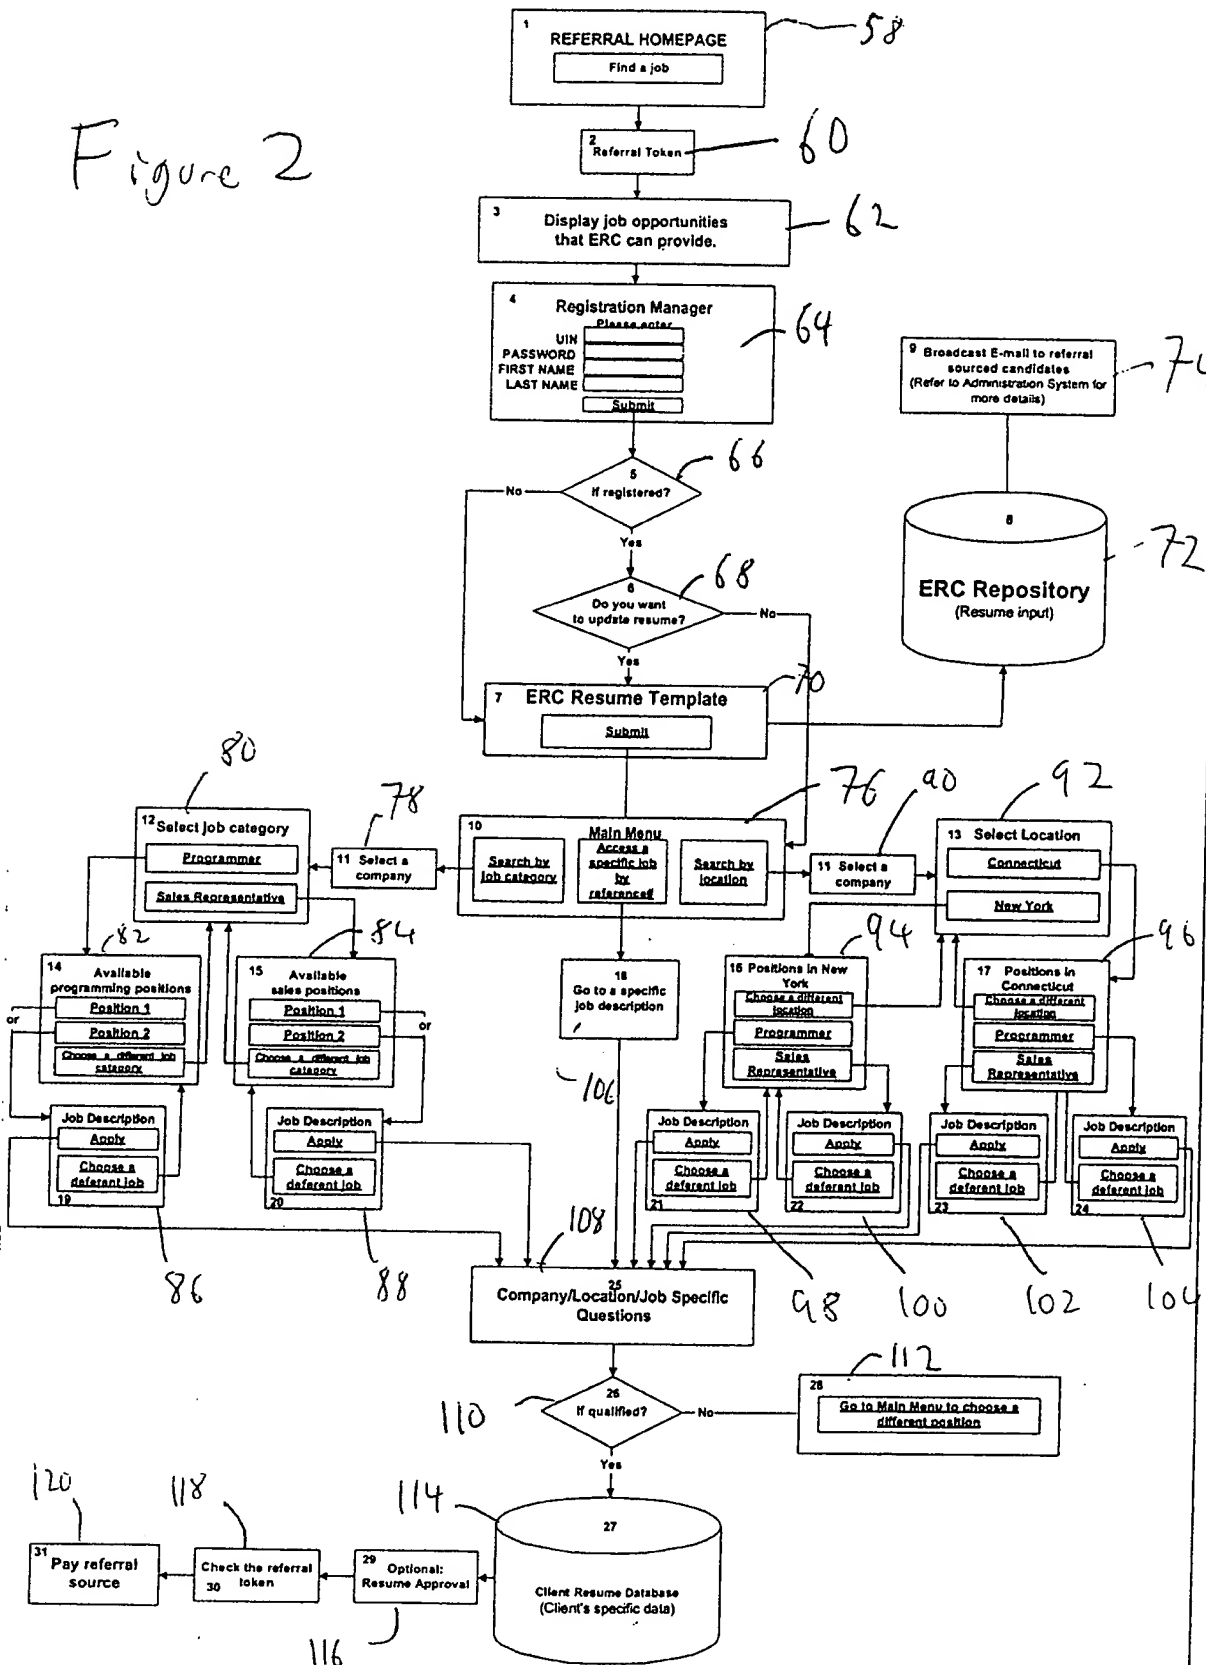 Figure 2
1
REFERRAL HOMEPAGE
Find a job
58
2
Referral Token
60
3
Display job opportunities
that ERC can provide.
62
4
Registration Manager
Please enter
UIN
PASSWORD
FIRST NAME
LAST NAME
Submit
64
9 Broadcast E-mail to referral
sourced candidates
(Refer to Administration System for
more details)
5
If registered?
66
No
Yes
8
ERC Repository
(Resume input)
72
6
Do you want
to update resume?
68
No
Yes
7 ERC Resume Template
Submit
70
80
12 Select job category
Programmer
Sales Representative
78
11 Select a
company
76
10
Main Menu
Search by
job category
Access a
specific job
by
reference#
Search by
location
90
11 Select a
company
92
13 Select Location
Connecticut
New York
82
14
Available
programming positions
Position 1
Position 2
Choose a different job
category
or
84
15
Available
sales positions
Position 1
Position 2
Choose a different job
category
or
18
Go to a specific
job description
106
94
16 Positions in New
York
Choose a different
location
Programmer
Sales
Representative
96
17 Positions in
Connecticut
Choose a different
location
Programmer
Sales
Representative
Job Description
Apply
Choose a
deferent job
19
86
Job Description
Apply
Choose a
deferent job
20
88
Job Description
Apply
Choose a
deferent job
21
98
Job Description
Apply
Choose a
deferent job
22
100
Job Description
Apply
Choose a
deferent job
23
102
Job Description
Apply
Choose a
deferent job
24
104
108
25
Company/Location/Job Specific
Questions
110
26
If qualified?
No
Yes
112
28
Go to Main Menu to choose a
different position
114
27
Client Resume Database
(Client's specific data)
116
29
Optional:
Resume Approval
118
Check the referral
30 token
120
31
Pay referral
source